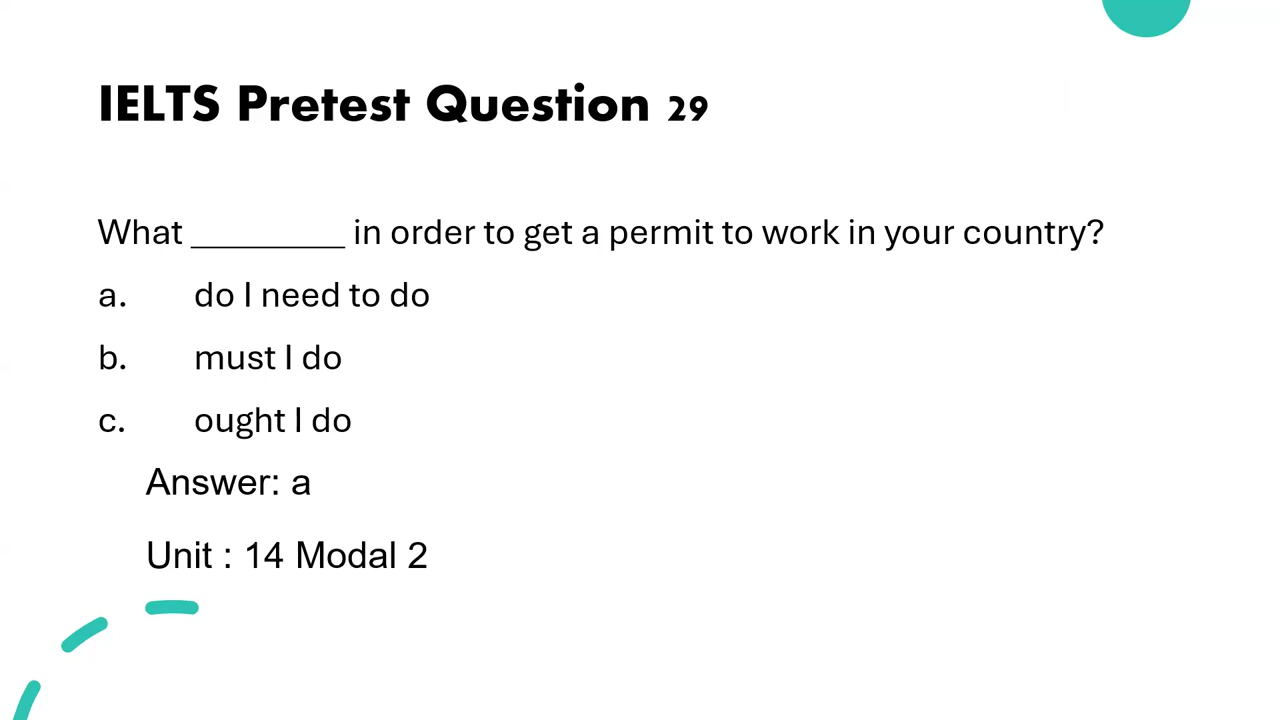 IELTS Pretest Question 29
What _________ in order to get a permit to work in your country?
a. do I need to do
b. must I do
c. ought I do
Answer: a
Unit : 14 Modal 2